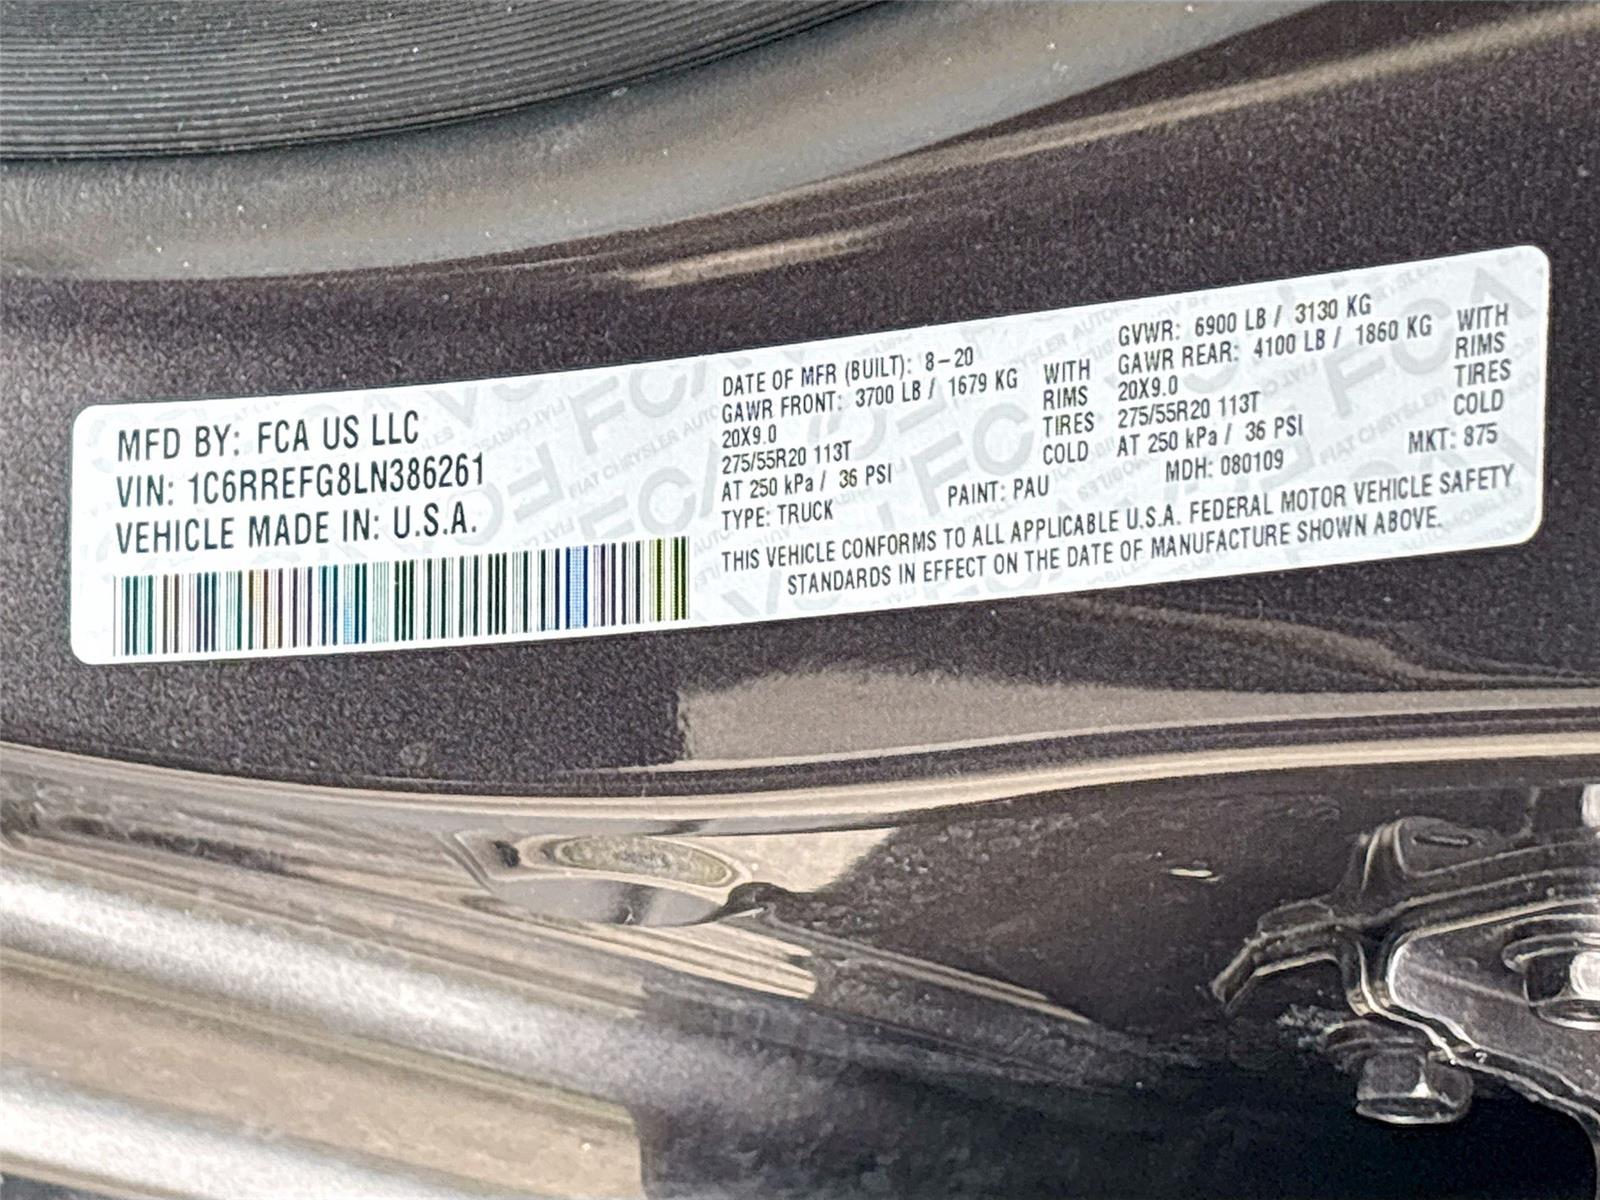 MFD BY: FCA US LLC
VIN: 1C6RREFG8LN386261
VEHICLE MADE IN: U.S.A.
DATE OF MFR (BUILT): 8-20 GVWR: 6900 LB / 3130 KG
GAWR FRONT: 3700 LB / 1679 KG WITH GAWR REAR: 4100 LB / 1860 KG WITH
20X9.0 RIMS 20X9.0 RIMS
275/55R20 113T TIRES 275/55R20 113T TIRES
AT 250 kPa / 36 PSI COLD AT 250 kPa / 36 PSI COLD
TYPE: TRUCK PAINT: PAU MDH: 080109 MKT: 875
THIS VEHICLE CONFORMS TO ALL APPLICABLE U.S.A. FEDERAL MOTOR VEHICLE SAFETY
STANDARDS IN EFFECT ON THE DATE OF MANUFACTURE SHOWN ABOVE.